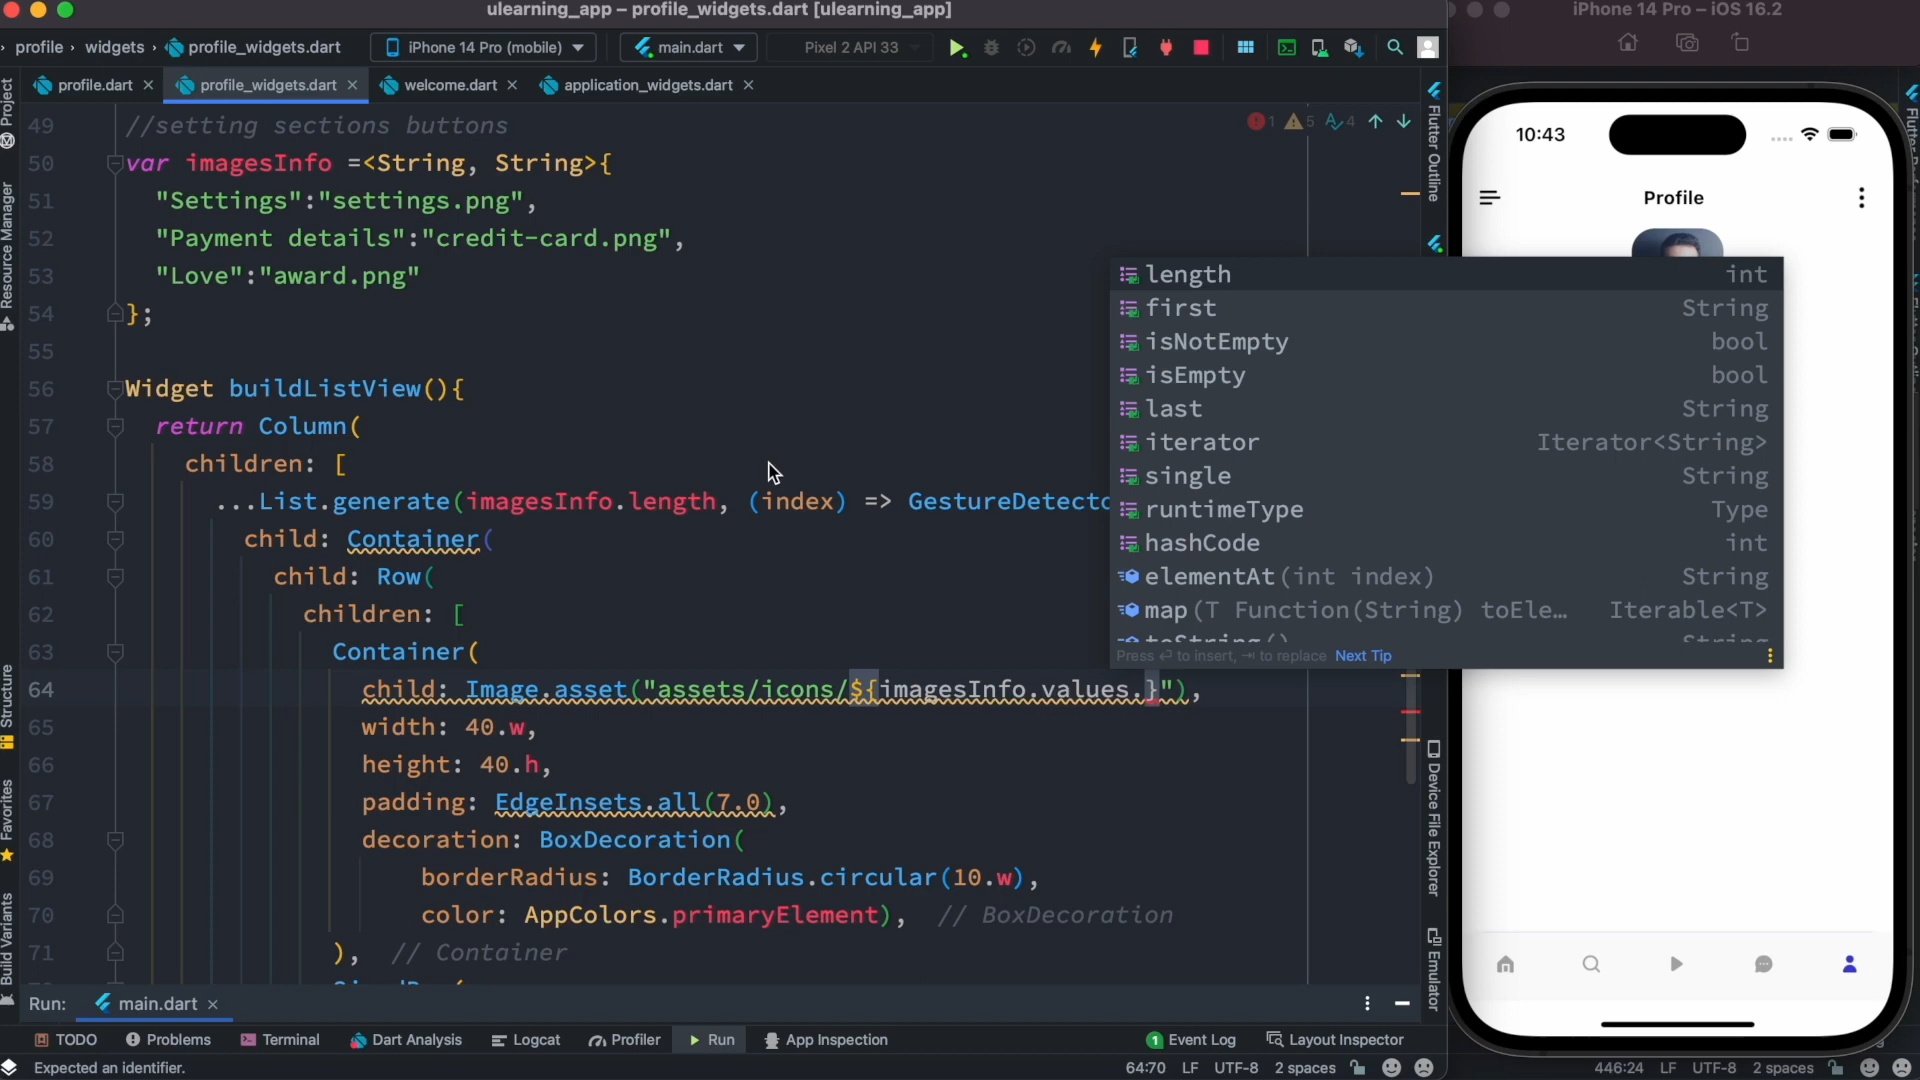 ulearning_app – profile_widgets.dart [ulearning_app]
iPhone 14 Pro – iOS 16.2
profile
widgets
profile_widgets.dart
iPhone 14 Pro (mobile)
main.dart
Pixel 2 API 33
profile.dart
profile_widgets.dart
welcome.dart
application_widgets.dart
Project
Resource Manager
Structure
Favorites
Build Variants
49 //setting sections buttons
1 5 4
50 var imagesInfo =<String, String>{
51 "Settings":"settings.png",
52 "Payment details":"credit-card.png",
53 "Love":"award.png"
54 };
55
56 Widget buildListView(){
57 return Column(
58 children: [
59 ...List.generate(imagesInfo.length, (index) => GestureDetecto
60 child: Container(
61 child: Row(
62 children: [
63 Container(
64 child: Image.asset("assets/icons/${imagesInfo.values.}"),
65 width: 40.w,
66 height: 40.h,
67 padding: EdgeInsets.all(7.0),
68 decoration: BoxDecoration(
69 borderRadius: BorderRadius.circular(10.w),
70 color: AppColors.primaryElement), // BoxDecoration
71 ), // Container
length int
first String
isNotEmpty bool
isEmpty bool
last String
iterator Iterator<String>
single String
runtimeType Type
hashCode int
elementAt(int index) String
map(T Function(String) toEle… Iterable<T>
toString() String
Press ⏎ to insert, ⇥ to replace Next Tip
Flutter Outline
Device File Explorer
Emulator
10:43
Profile
Run: main.dart
TODO
Problems
Terminal
Dart Analysis
Logcat
Profiler
Run
App Inspection
1 Event Log
Layout Inspector
Expected an identifier.
64:70 LF UTF-8 2 spaces
446:24 LF UTF-8 2 spaces